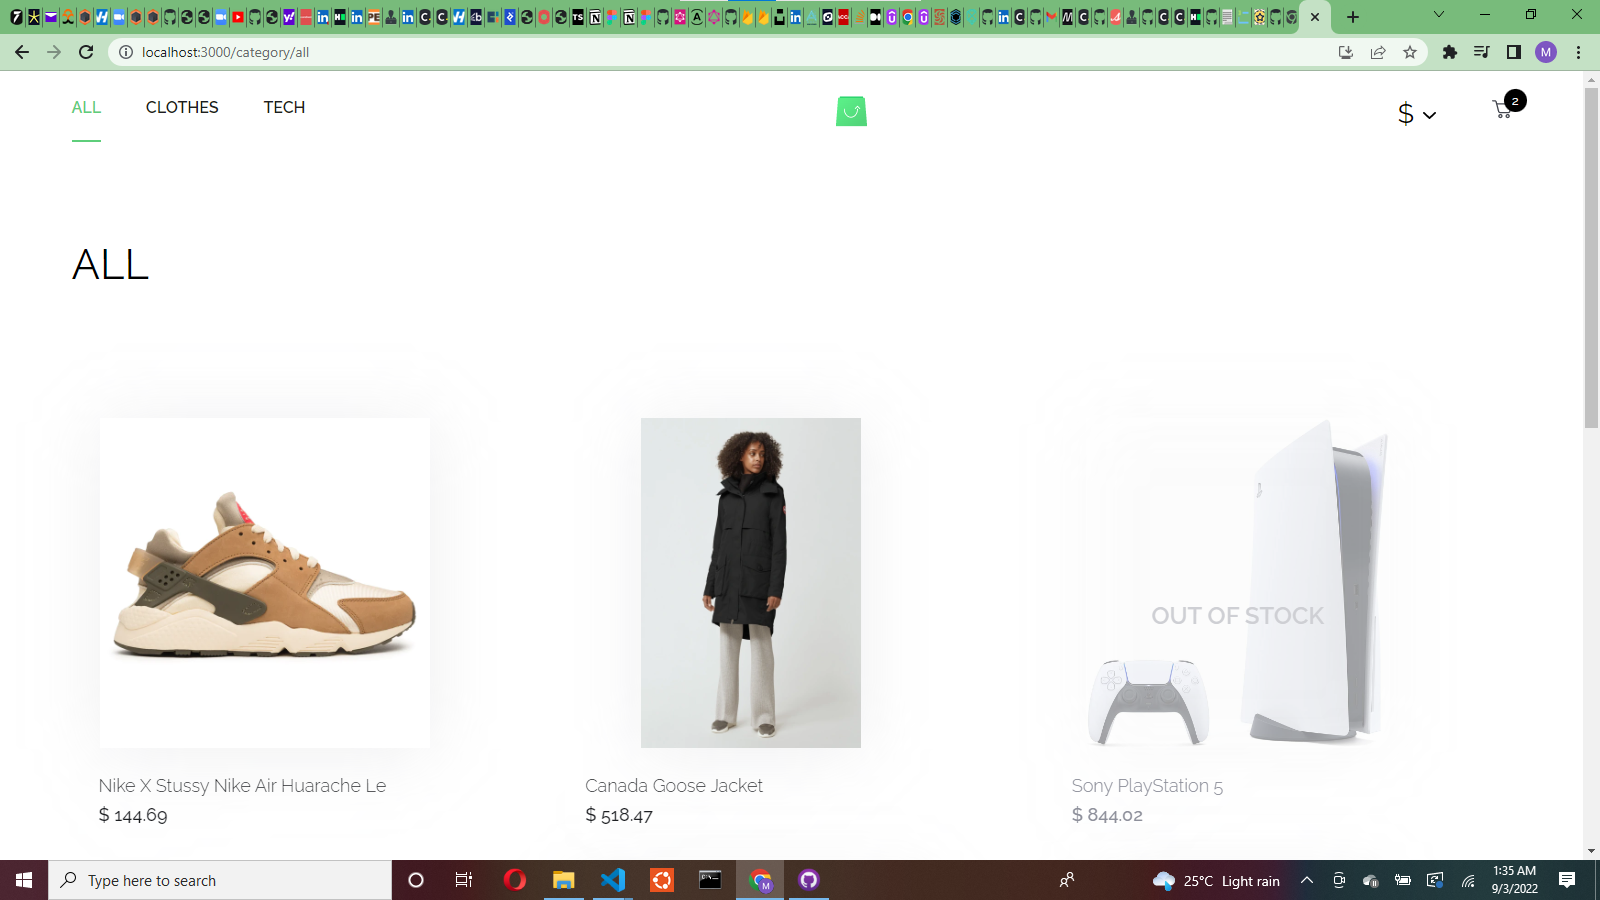 localhost:3000/category/all
M
ALL CLOTHES TECH
$
2
ALL
OUT OF STOCK
Nike X Stussy Nike Air Huarache Le
$ 144.69
Canada Goose Jacket
$ 518.47
Sony PlayStation 5
$ 844.02
Type here to search
25°C Light rain
1:35 AM
9/3/2022